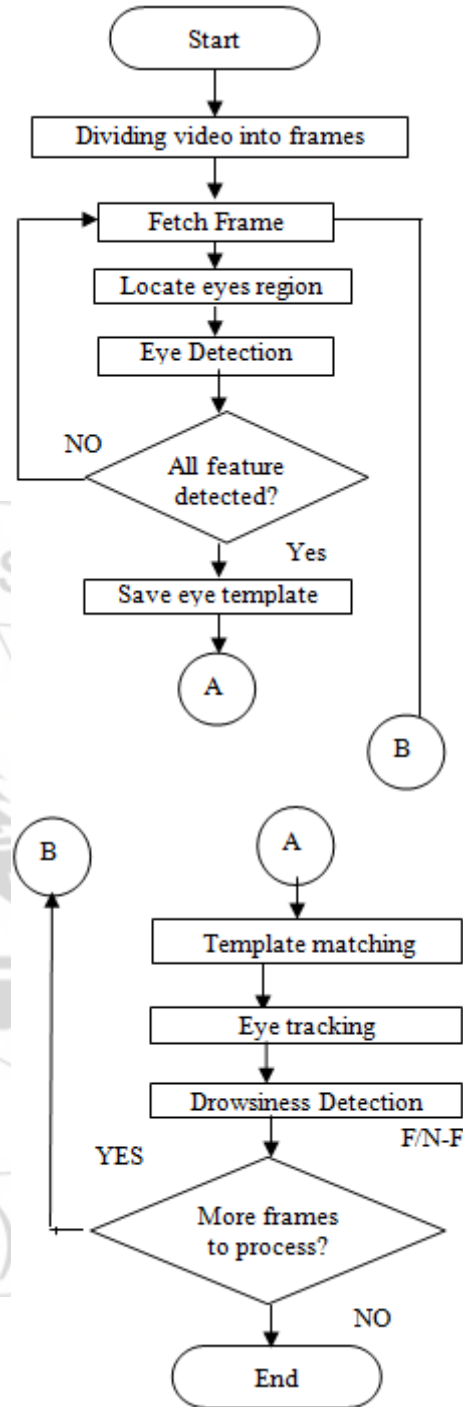 Start
Dividing video into frames
Fetch Frame
Locate eyes region
Eye Detection
NO
All feature
detected?
Yes
Save eye template
A
B
B
A
Template matching
Eye tracking
Drowsiness Detection
F/N-F
YES
More frames
to process?
NO
End